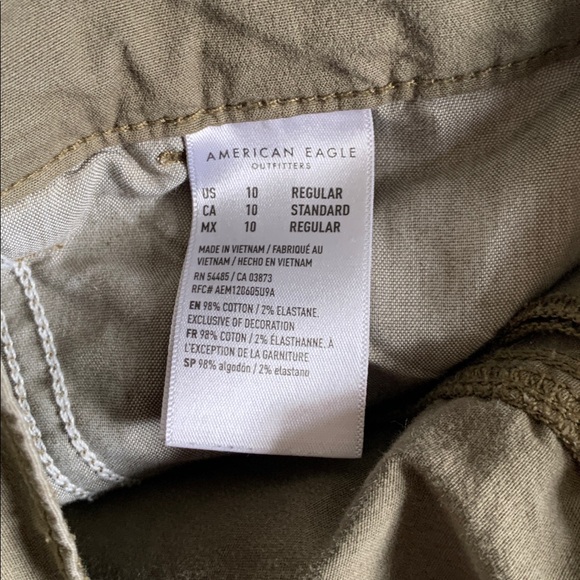 AMERICAN EAGLE
OUTFITTERS
US 10 REGULAR
CA 10 STANDARD
MX 10 REGULAR
MADE IN VIETNAM / FABRIQUÉ AU
VIETNAM / HECHO EN VIETNAM
RN 54485 / CA 03873
RFC# AEM120605U9A
EN 98% COTTON / 2% ELASTANE,
EXCLUSIVE OF DECORATION
FR 98% COTON / 2% ÉLASTHANNE, À
L'EXCEPTION DE LA GARNITURE
SP 98% algodón / 2% elastano